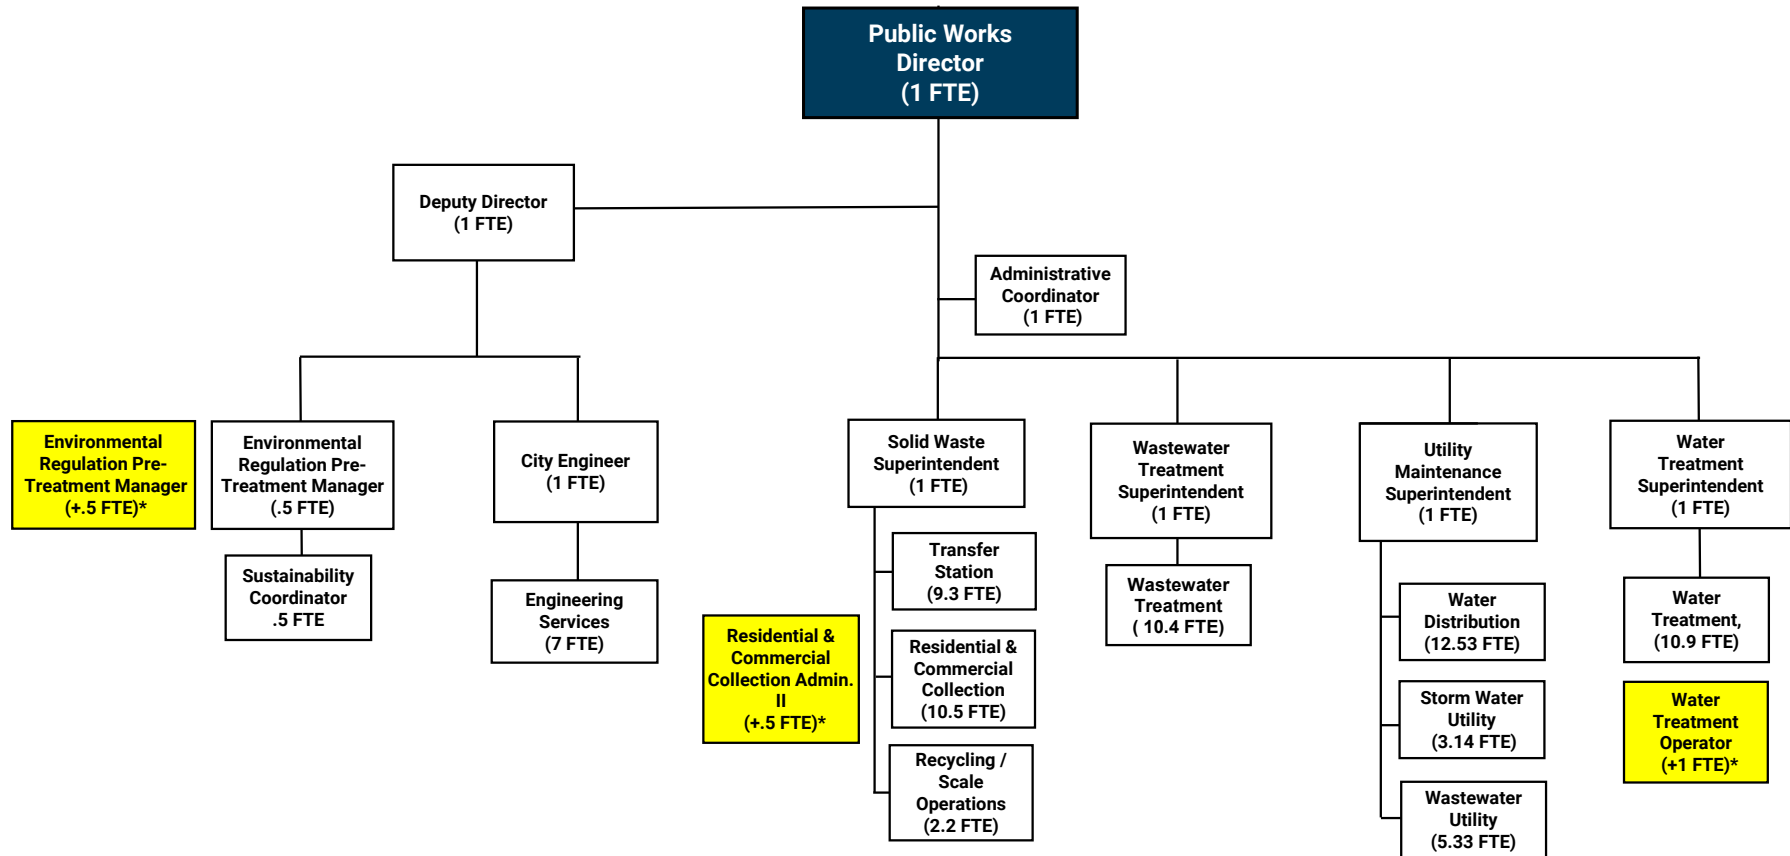 Public Works
Director
(1 FTE)
Deputy Director
(1 FTE)
Administrative
Coordinator
(1 FTE)
Environmental
Regulation Pre-
Treatment Manager
(+.5 FTE)*
Environmental
Regulation Pre-
Treatment Manager
(.5 FTE)
Sustainability
Coordinator
.5 FTE
City Engineer
(1 FTE)
Engineering
Services
(7 FTE)
Solid Waste
Superintendent
(1 FTE)
Transfer
Station
(9.3 FTE)
Residential &
Commercial
Collection Admin.
II
(+.5 FTE)*
Residential &
Commercial
Collection
(10.5 FTE)
Recycling /
Scale
Operations
(2.2 FTE)
Wastewater
Treatment
Superintendent
(1 FTE)
Wastewater
Treatment
( 10.4 FTE)
Utility
Maintenance
Superintendent
(1 FTE)
Water
Distribution
(12.53 FTE)
Storm Water
Utility
(3.14 FTE)
Wastewater
Utility
(5.33 FTE)
Water
Treatment
Superintendent
(1 FTE)
Water
Treatment,
(10.9 FTE)
Water
Treatment
Operator
(+1 FTE)*